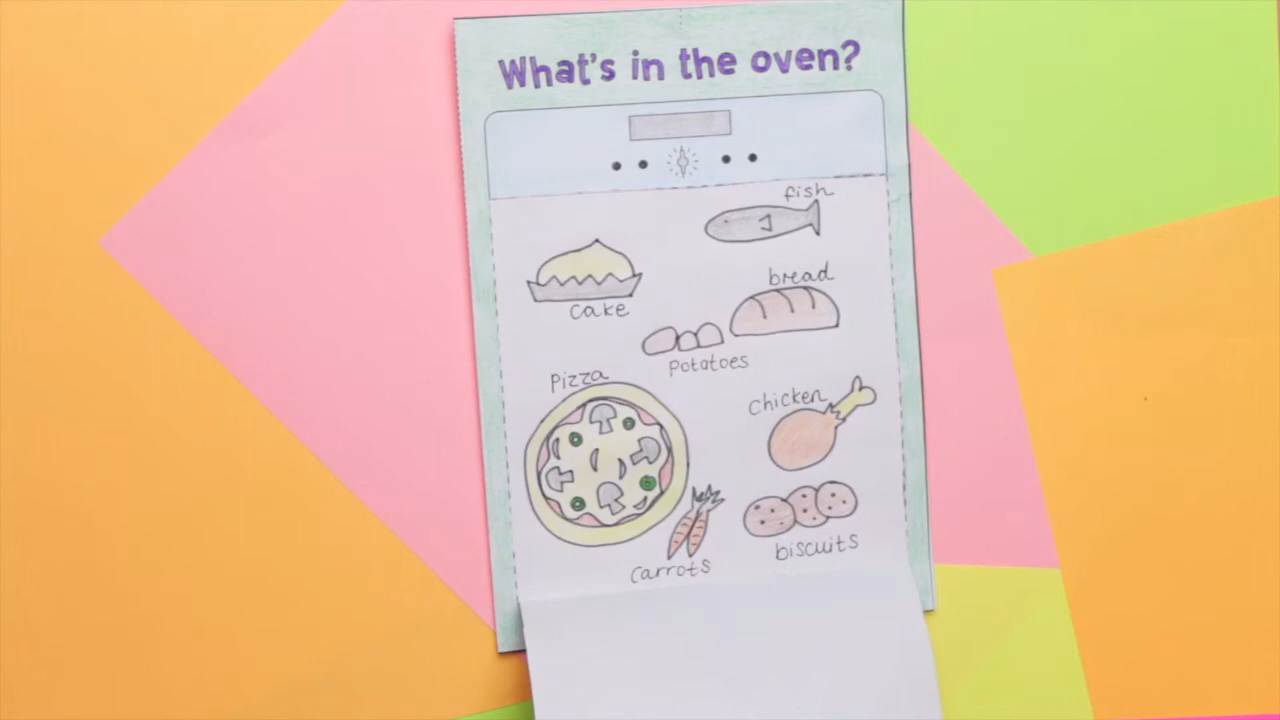 What's in the oven?
fish
cake
bread
Potatoes
Pizza
chicken
carrots
biscuits